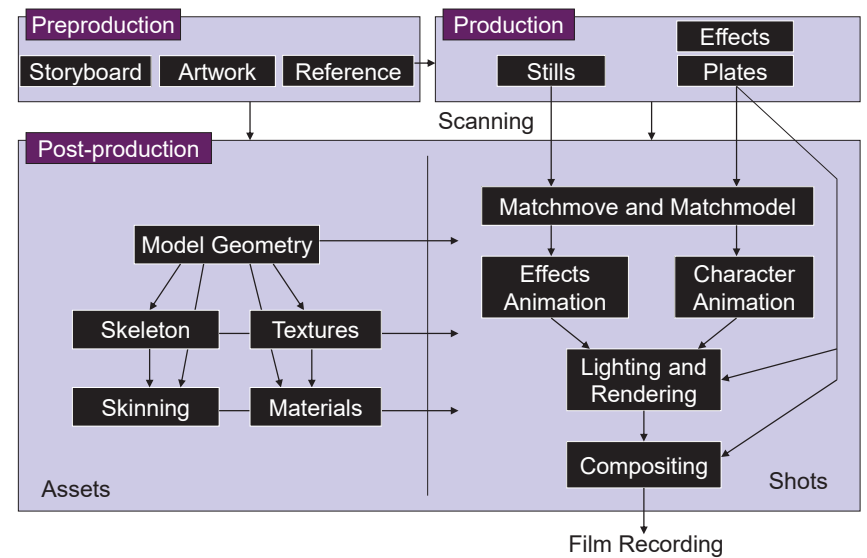 Preproduction
Storyboard
Artwork
Reference
Production
Effects
Stills
Plates
Scanning
Post-production
Matchmove and Matchmodel
Model Geometry
Effects
Animation
Character
Animation
Skeleton
Textures
Lighting and
Rendering
Skinning
Materials
Compositing
Assets
Shots
Film Recording